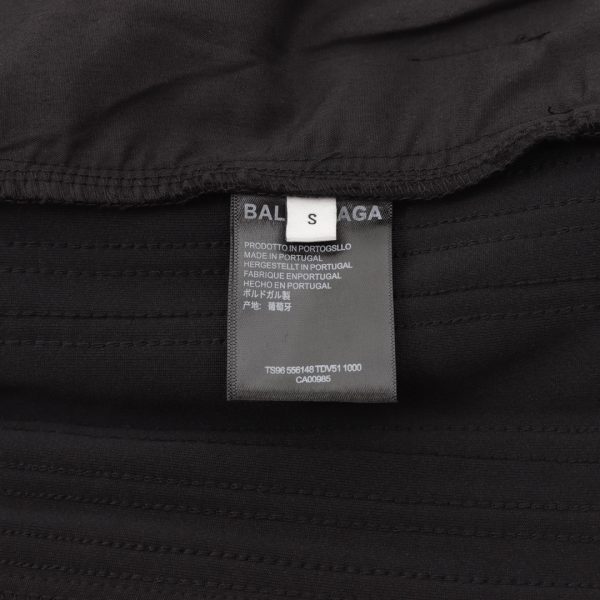 BAL AGA
S
PRODOTTO IN PORTOGSLLO
MADE IN PORTUGAL
HERGESTELLT IN PORTUGAL
FABRIQUE ENPORTUGAL
HECHO EN PORTUGAL
ポルドガル製
产地: 葡萄牙
TS96 556148 TDV51 1000
CA00985